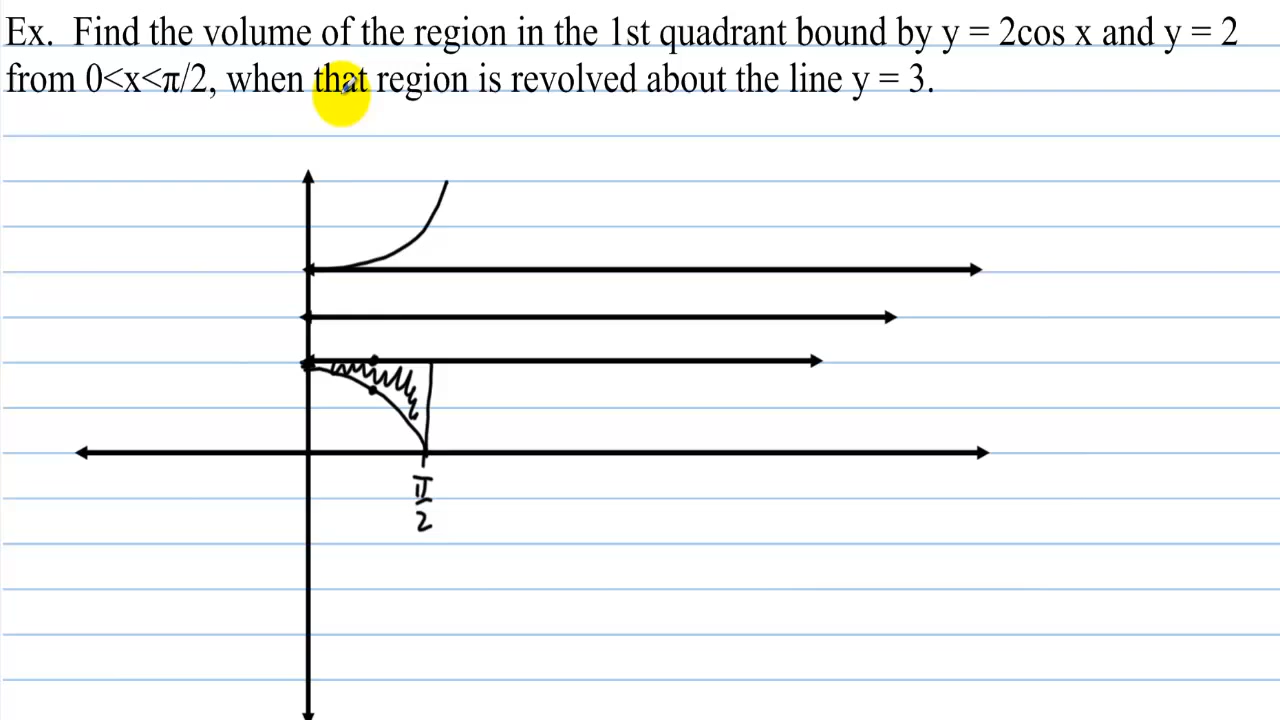 Ex. Find the volume of the region in the 1st quadrant bound by y = 2cos x and y = 2
from 0<x<π/2, when that region is revolved about the line y = 3.
π
2